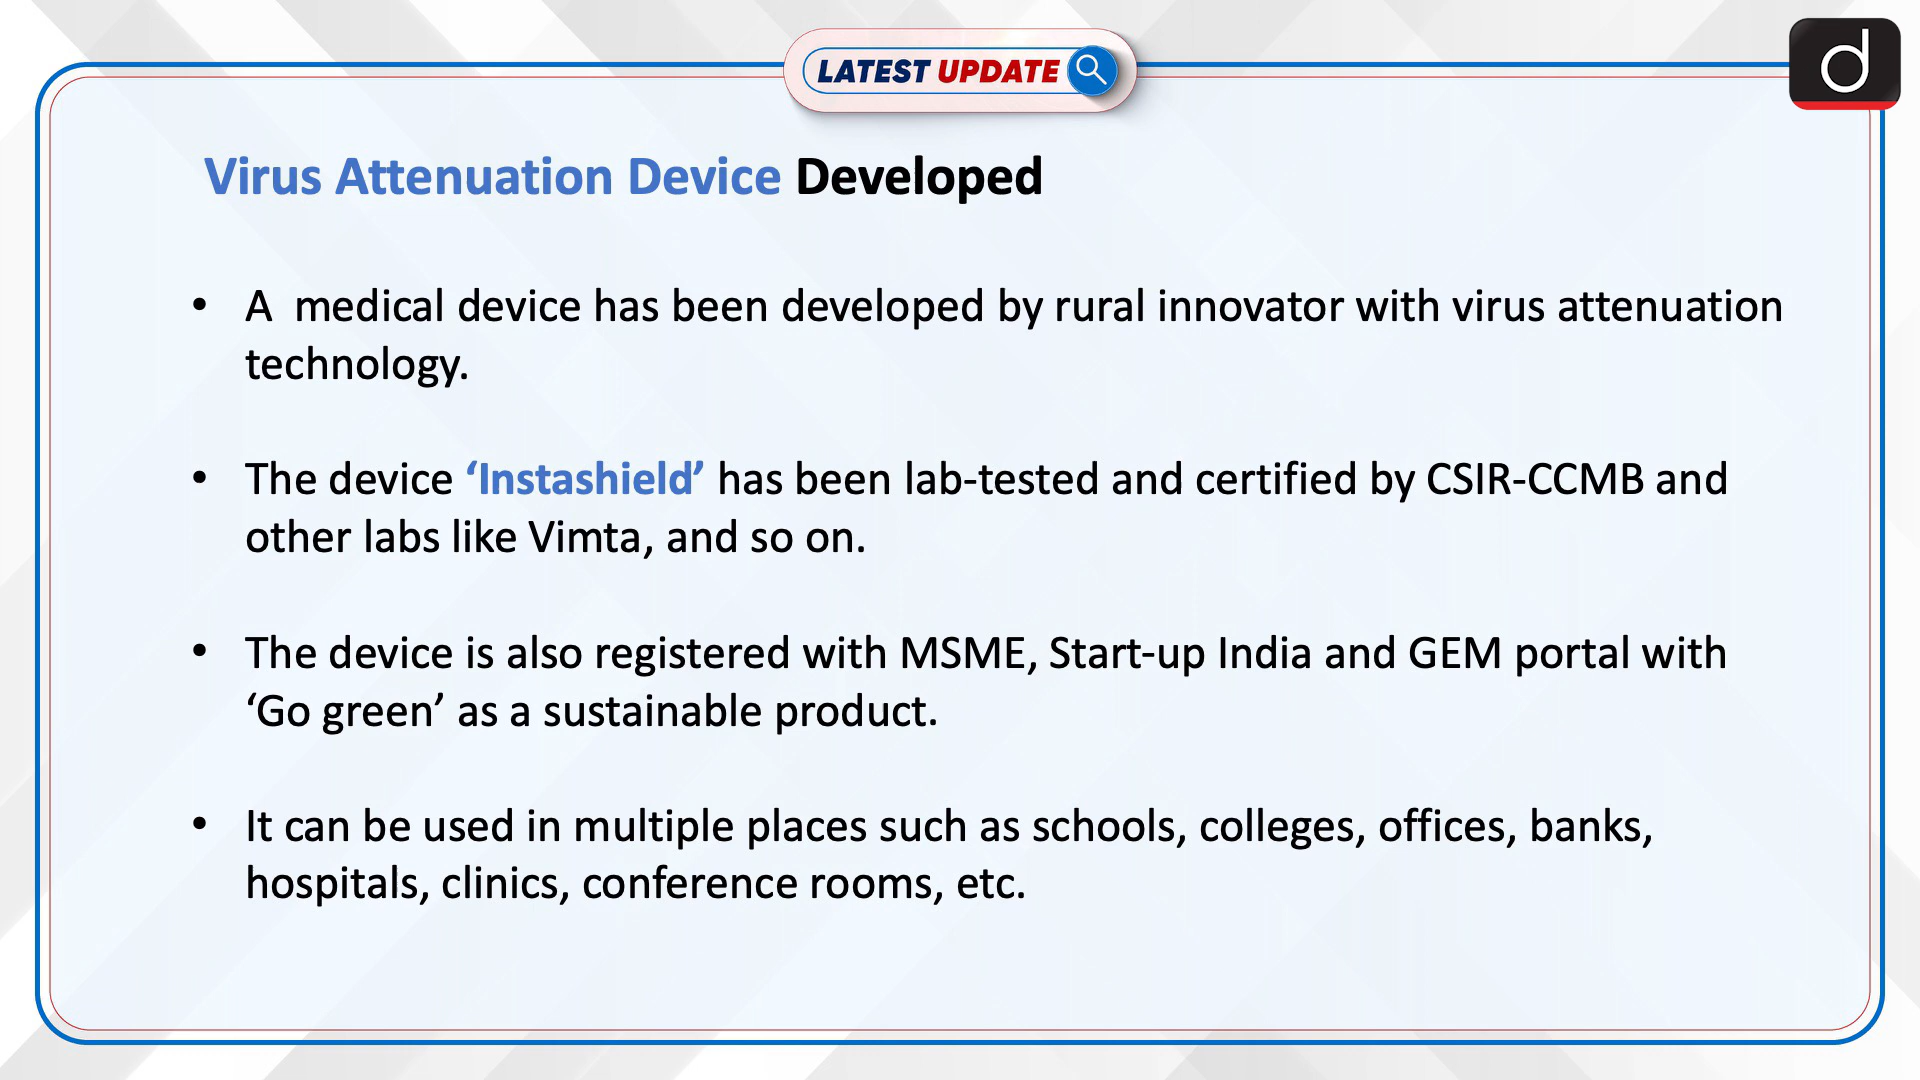 LATEST UPDATE
d
Virus Attenuation Device Developed
• A  medical device has been developed by rural innovator with virus attenuation
technology.
• The device ‘Instashield’ has been lab-tested and certified by CSIR-CCMB and
other labs like Vimta, and so on.
• The device is also registered with MSME, Start-up India and GEM portal with
‘Go green’ as a sustainable product.
• It can be used in multiple places such as schools, colleges, offices, banks,
hospitals, clinics, conference rooms, etc.